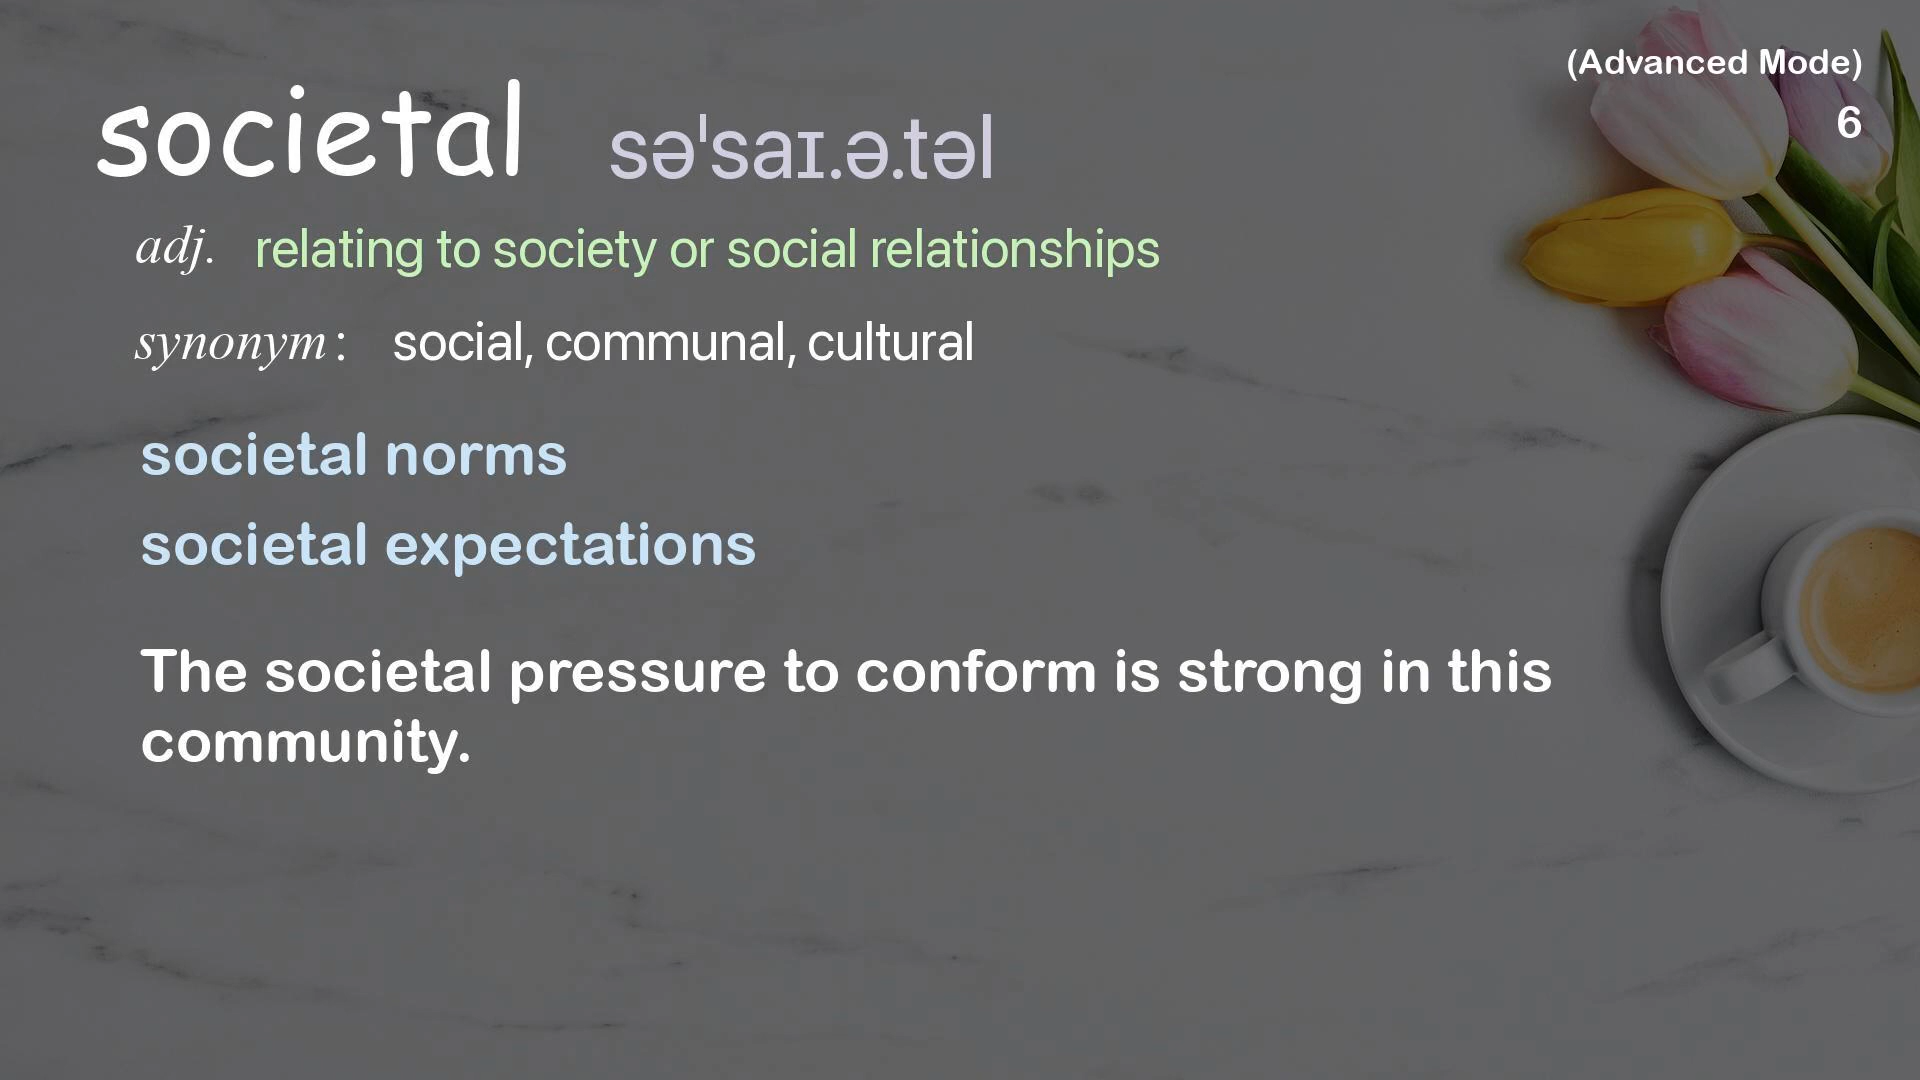 (Advanced Mode)
6
societal səˈsaɪ.ə.təl
adj. relating to society or social relationships
synonym: social, communal, cultural
societal norms
societal expectations
The societal pressure to conform is strong in this
community.